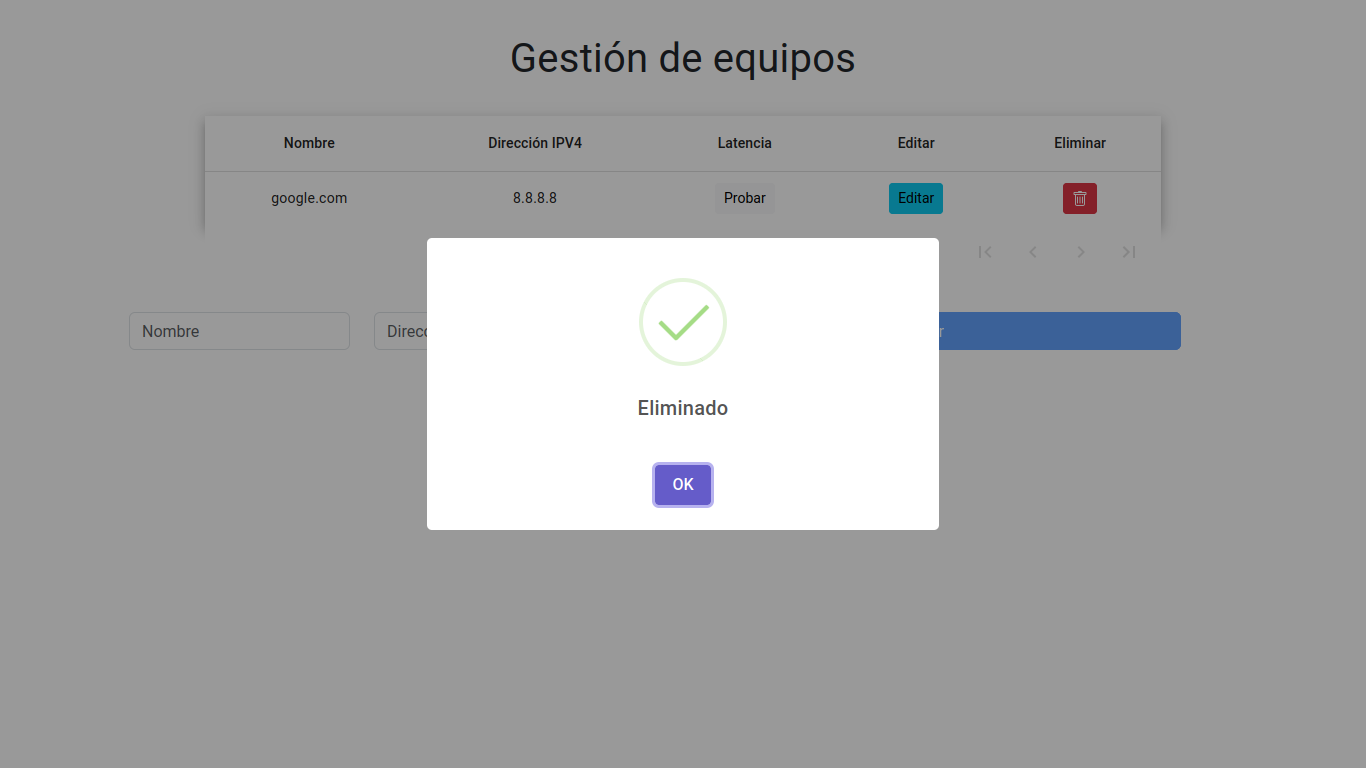 Gestión de equipos
Nombre Dirección IPV4 Latencia Editar Eliminar
google.com 8.8.8.8 Probar Editar
Nombre
Eliminado
OK